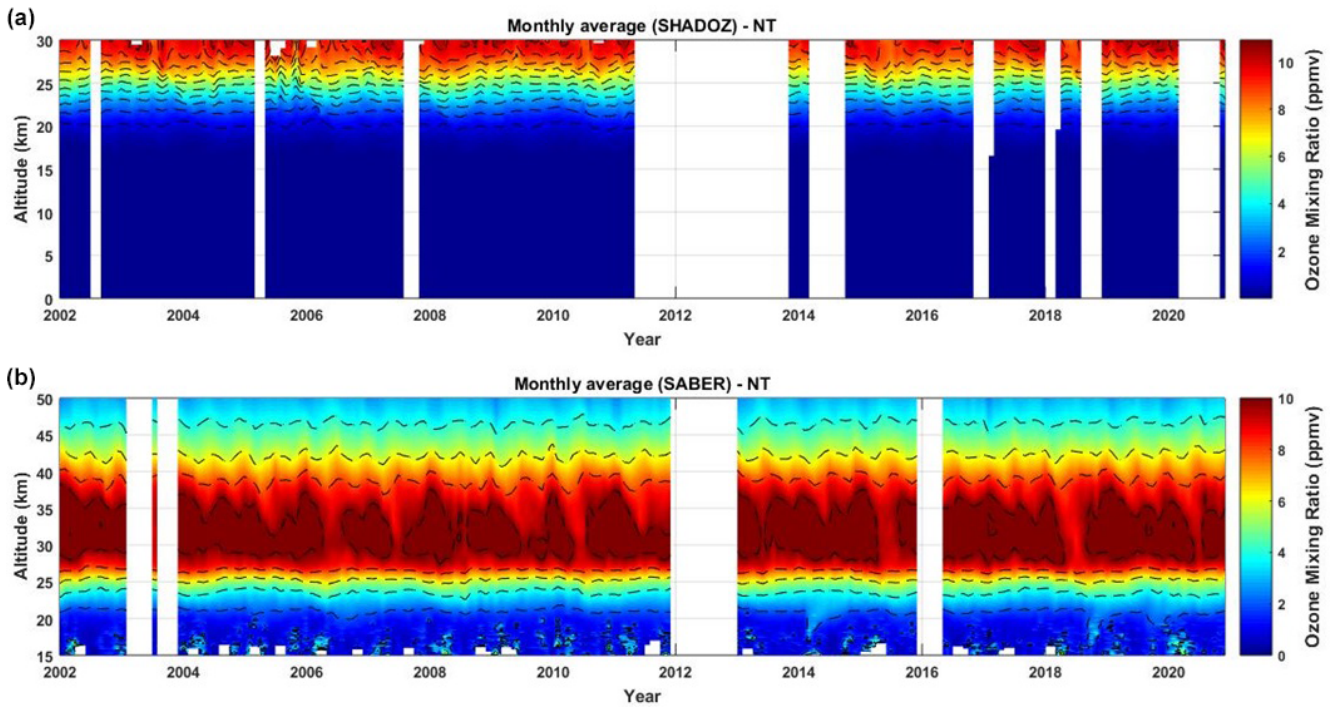 (a)
Monthly average (SHADOZ) - NT
30
25
20
15
10
5
0
Altitude (km)
2002 2004 2006 2008 2010 2012 2014 2016 2018 2020
Year
10
8
6
4
2
Ozone Mixing Ratio (ppmv)
(b)
Monthly average (SABER) - NT
50
45
40
35
30
25
20
15
Altitude (km)
2002 2004 2006 2008 2010 2012 2014 2016 2018 2020
Year
10
8
6
4
2
0
Ozone Mixing Ratio (ppmv)